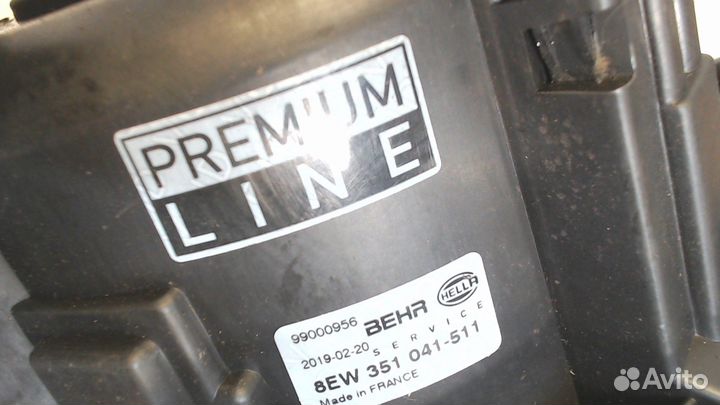 PREMIUM
LINE
99000956 BEHR HELLA
2019-02-20 SERVICE
8EW 351 041-511
Made in FRANCE
Avito